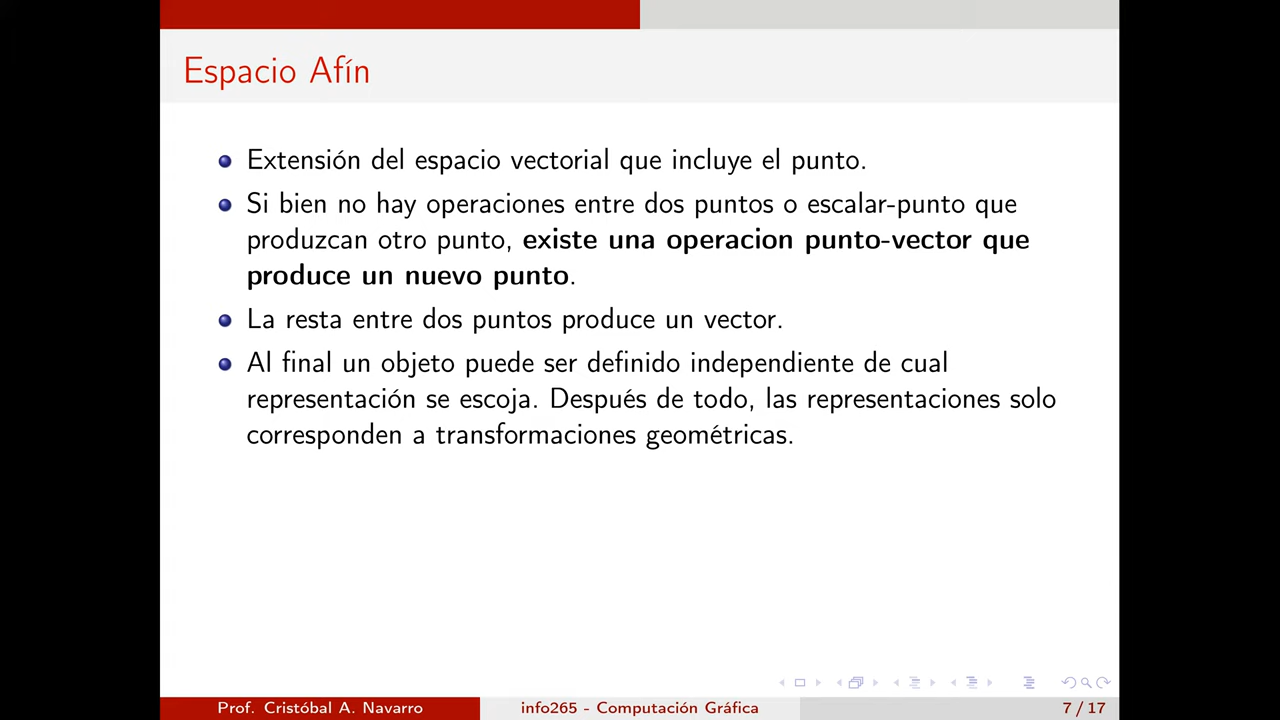 Espacio Afín
Extensión del espacio vectorial que incluye el punto.
Si bien no hay operaciones entre dos puntos o escalar-punto que
produzcan otro punto, existe una operacion punto-vector que
produce un nuevo punto.
La resta entre dos puntos produce un vector.
Al final un objeto puede ser definido independiente de cual
representación se escoja. Después de todo, las representaciones solo
corresponden a transformaciones geométricas.
Prof. Cristóbal A. Navarro
info265 - Computación Gráfica
7 / 17